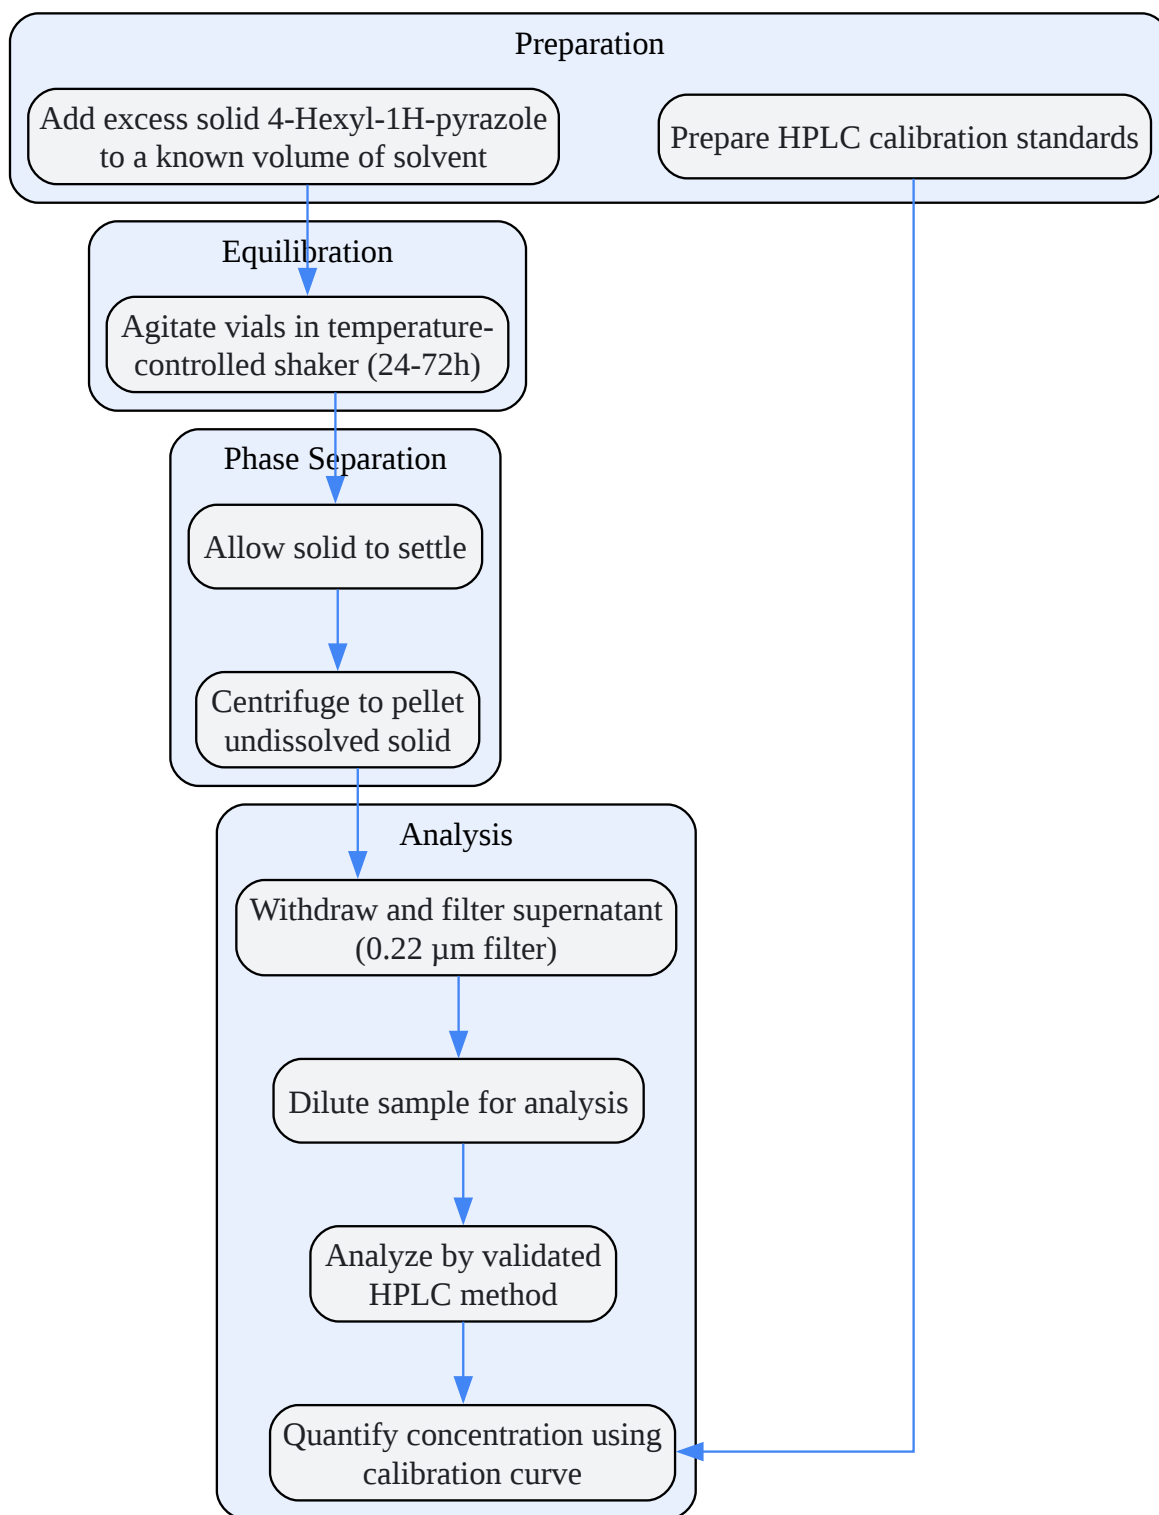 Preparation
Add excess solid 4-Hexyl-1H-pyrazole
to a known volume of solvent
Prepare HPLC calibration standards
Equilibration
Agitate vials in temperature-
controlled shaker (24-72h)
Phase Separation
Allow solid to settle
Centrifuge to pellet
undissolved solid
Analysis
Withdraw and filter supernatant
(0.22 µm filter)
Dilute sample for analysis
Analyze by validated
HPLC method
Quantify concentration using
calibration curve